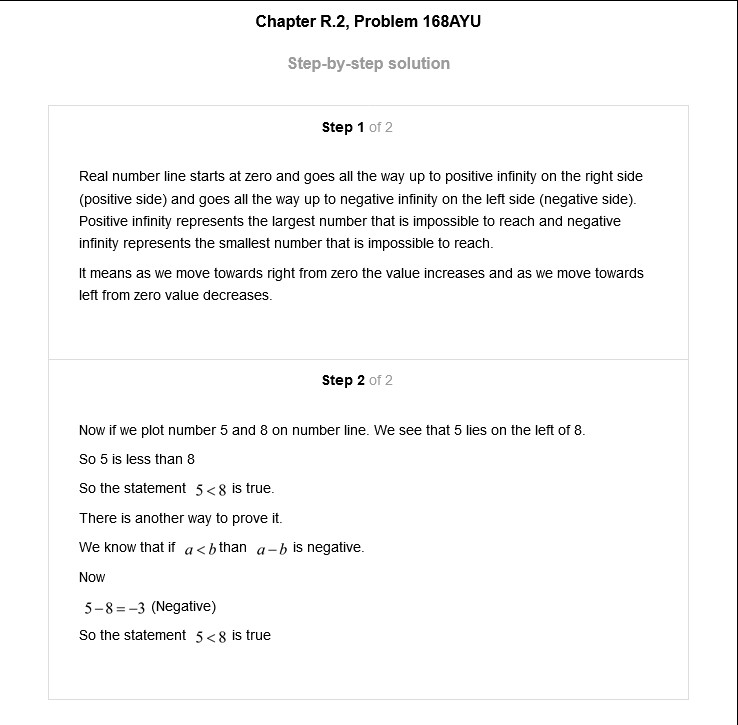 Chapter R.2, Problem 168AYU
Step-by-step solution
Step 1 of 2
Real number line starts at zero and goes all the way up to positive infinity on the right side
(positive side) and goes all the way up to negative infinity on the left side (negative side).
Positive infinity represents the largest number that is impossible to reach and negative
infinity represents the smallest number that is impossible to reach.
It means as we move towards right from zero the value increases and as we move towards
left from zero value decreases.
Step 2 of 2
Now if we plot number 5 and 8 on number line. We see that 5 lies on the left of 8.
So 5 is less than 8
So the statement 5<8 is true.
There is another way to prove it.
We know that if a<b than a−b is negative.
Now
5−8=−3 (Negative)
So the statement 5<8 is true